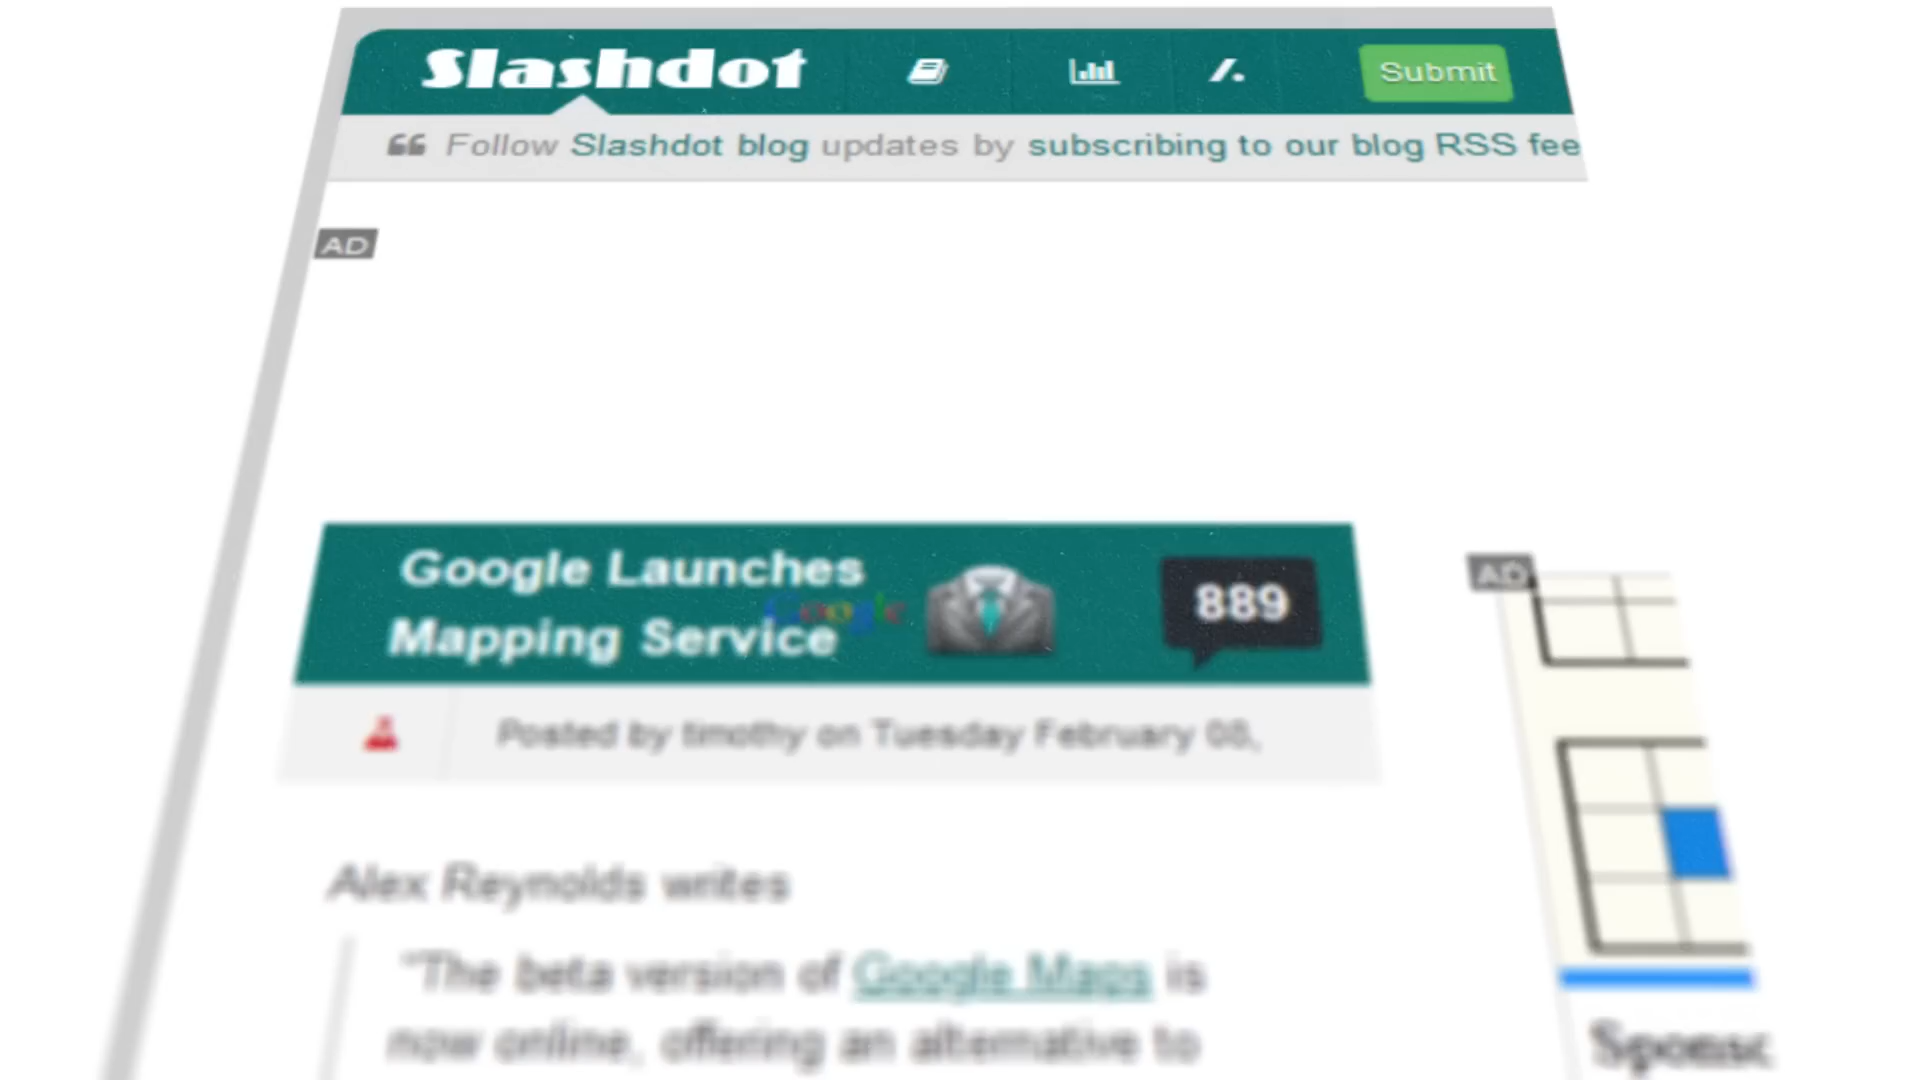 Slashdot
Submit
Follow Slashdot blog updates by subscribing to our blog RSS fee
AD
Google Launches
Mapping Service
Google
889
AD
Posted by timothy on Tuesday February 08,
Alex Reynolds writes
"The beta version of Google Maps is
now online, offering an alternative to
Sponsc